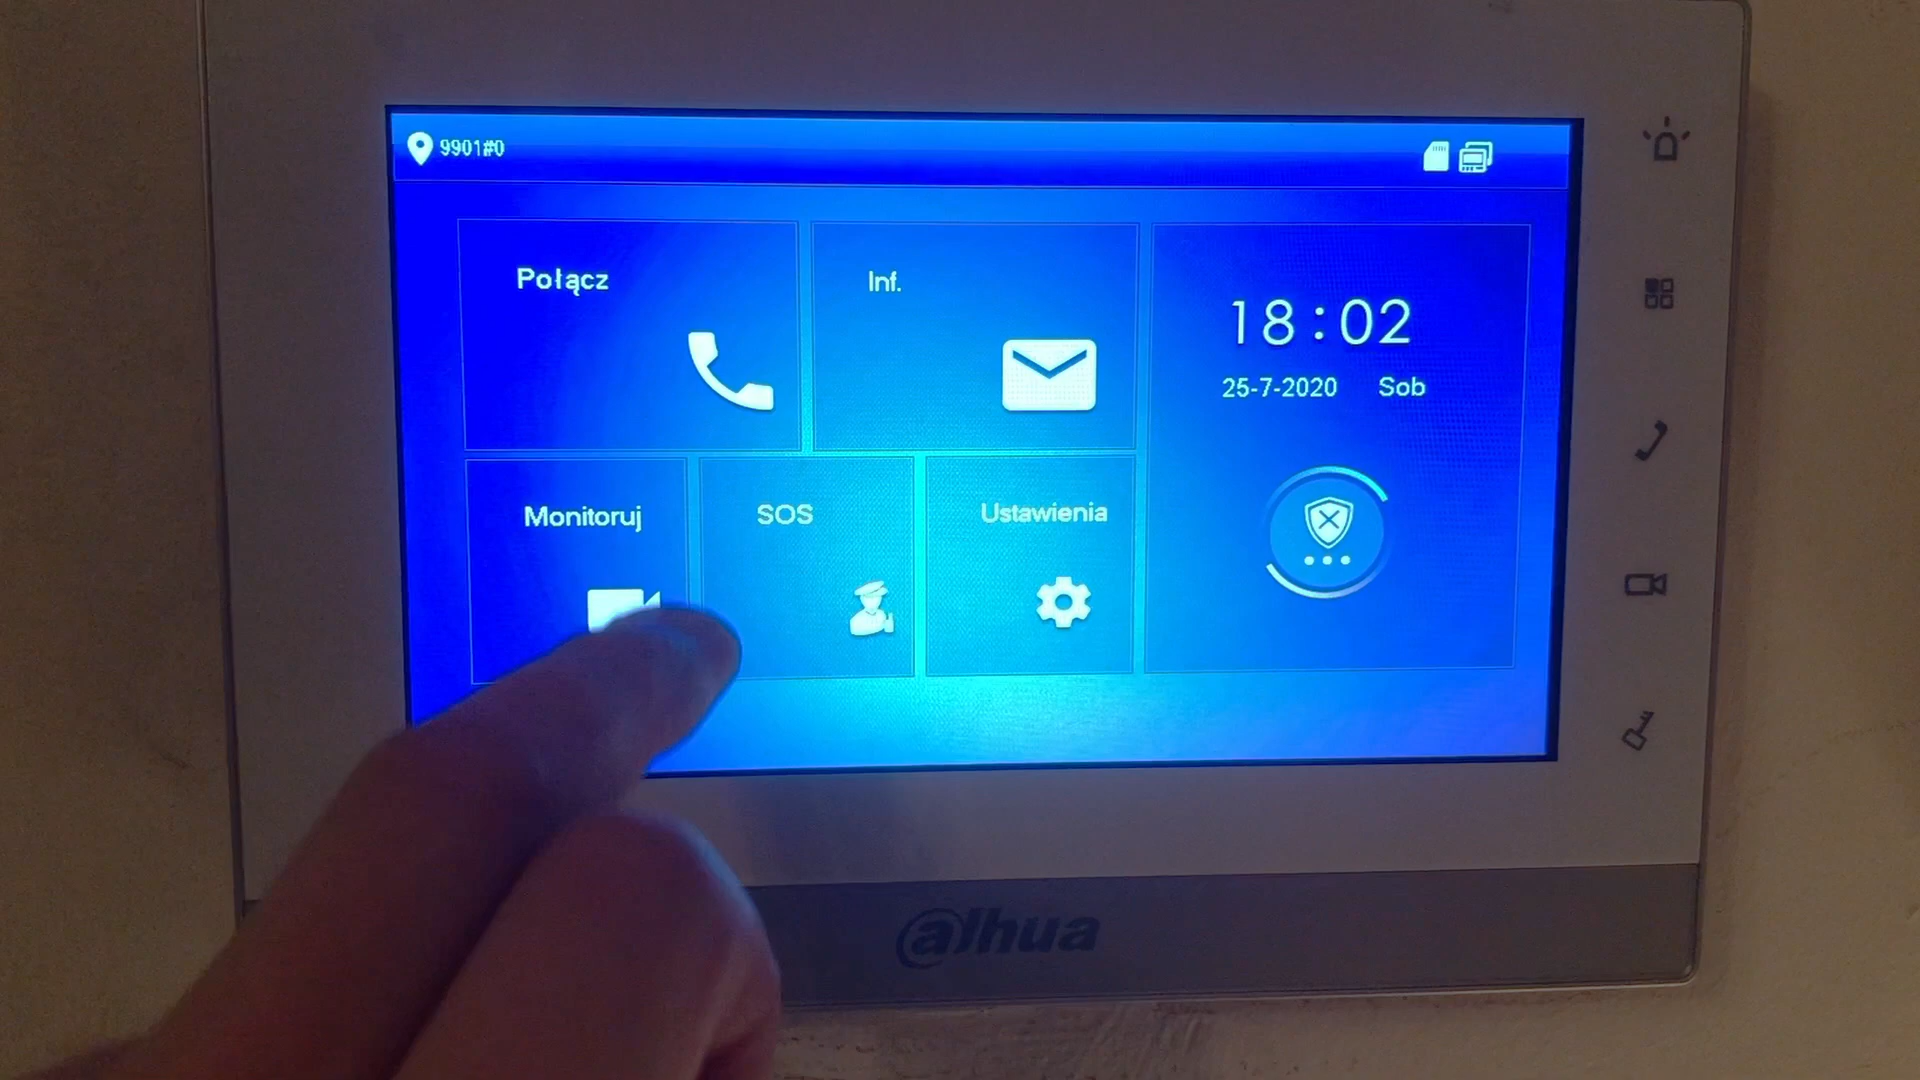 9901#0
Połącz
Inf.
18:02
25-7-2020 Sob
Monitoruj
SOS
Ustawienia
alhua